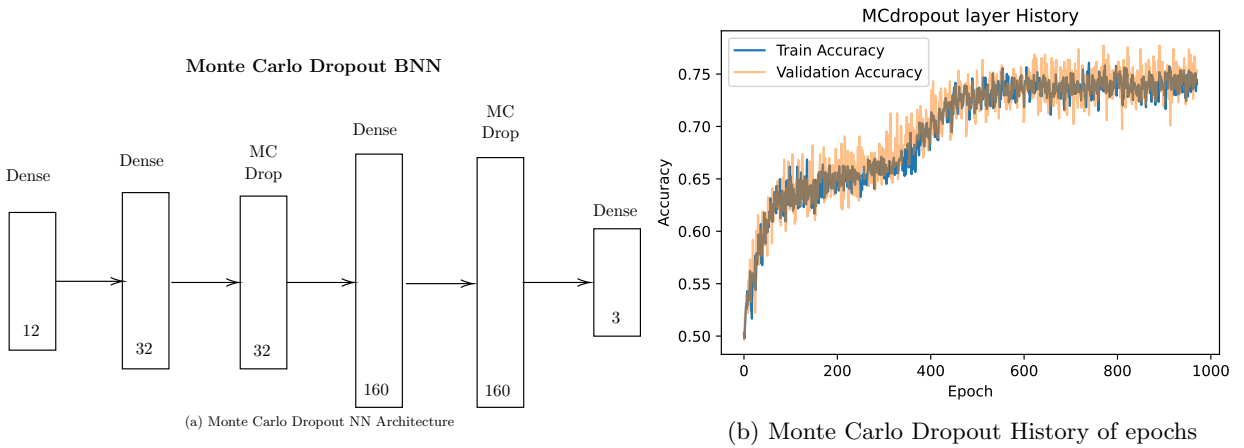 Monte Carlo Dropout BNN
Dense
Dense
MC
Drop
Dense
MC
Drop
Dense
12
32
32
160
160
3
(a) Monte Carlo Dropout NN Architecture
MCdropout layer History
Train Accuracy
Validation Accuracy
Accuracy
0.75
0.70
0.65
0.60
0.55
0.50
0
200
400
600
800
1000
Epoch
(b) Monte Carlo Dropout History of epochs